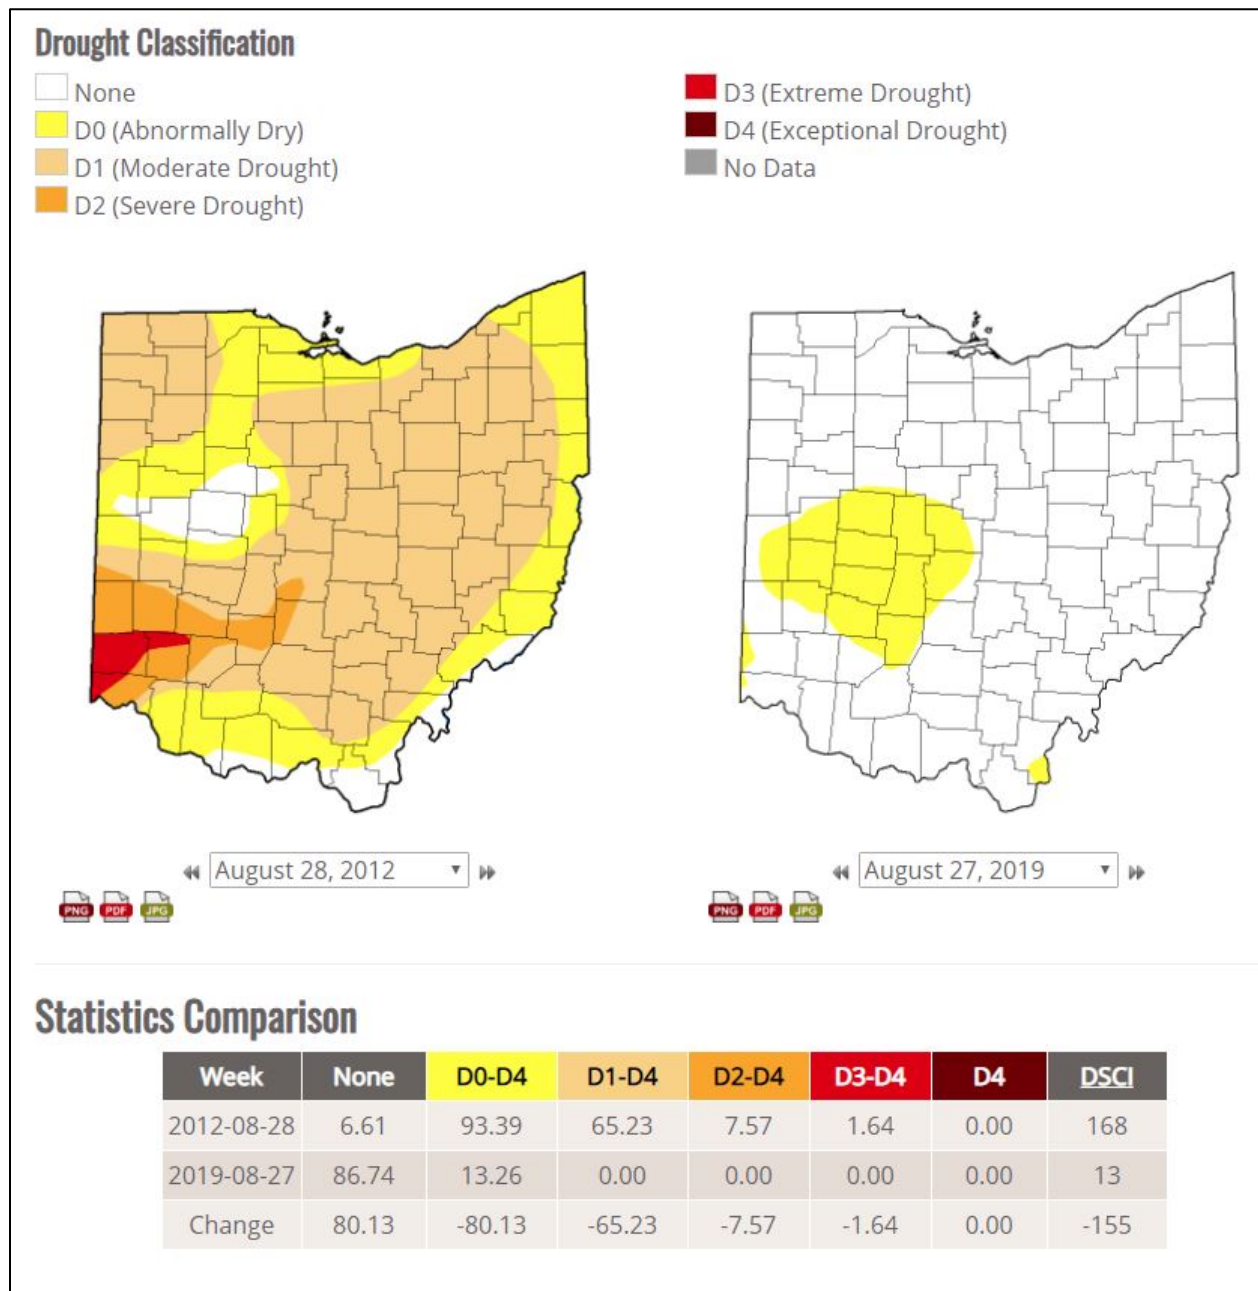 Drought Classification
None
D0 (Abnormally Dry)
D1 (Moderate Drought)
D2 (Severe Drought)
D3 (Extreme Drought)
D4 (Exceptional Drought)
No Data
August 28, 2012
PNG PDF JPG
August 27, 2019
PNG PDF JPG
Statistics Comparison
Week None D0-D4 D1-D4 D2-D4 D3-D4 D4 DSCI
2012-08-28 6.61 93.39 65.23 7.57 1.64 0.00 168
2019-08-27 86.74 13.26 0.00 0.00 0.00 0.00 13
Change 80.13 -80.13 -65.23 -7.57 -1.64 0.00 -155